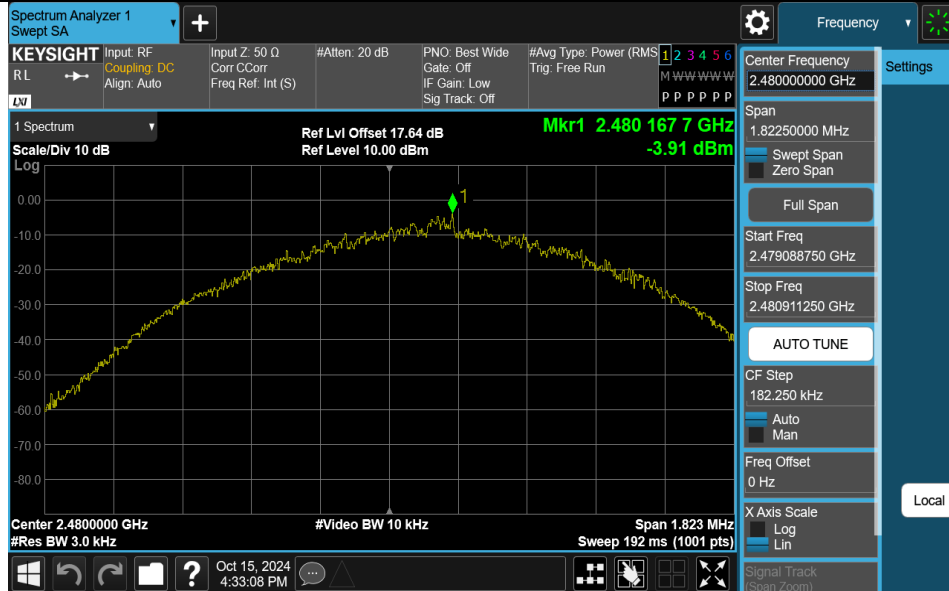 Spectrum Analyzer 1
Swept SA
+
Frequency
Settings
KEYSIGHT
RL
LXI
Input: RF
Coupling: DC
Align: Auto
Input Z: 50 Ω
Corr CCorr
Freq Ref: Int (S)
#Atten: 20 dB
PNO: Best Wide
Gate: Off
IF Gain: Low
Sig Track: Off
#Avg Type: Power (RMS
Trig: Free Run
1 2 3 4 5 6
M W W W W W
P P P P P P
1 Spectrum
Scale/Div 10 dB
Log
Ref Lvl Offset 17.64 dB
Ref Level 10.00 dBm
Mkr1 2.480 167 7 GHz
-3.91 dBm
1
0.00
-10.0
-20.0
-30.0
-40.0
-50.0
-60.0
-70.0
-80.0
Center 2.4800000 GHz
#Res BW 3.0 kHz
#Video BW 10 kHz
Span 1.823 MHz
Sweep 192 ms (1001 pts)
?
Oct 15, 2024
4:33:08 PM
Center Frequency
2.480000000 GHz
Span
1.82250000 MHz
Swept Span
Zero Span
Full Span
Start Freq
2.479088750 GHz
Stop Freq
2.480911250 GHz
AUTO TUNE
CF Step
182.250 kHz
Auto
Man
Freq Offset
0 Hz
X Axis Scale
Log
Lin
Signal Track
(Span Zoom)
Local